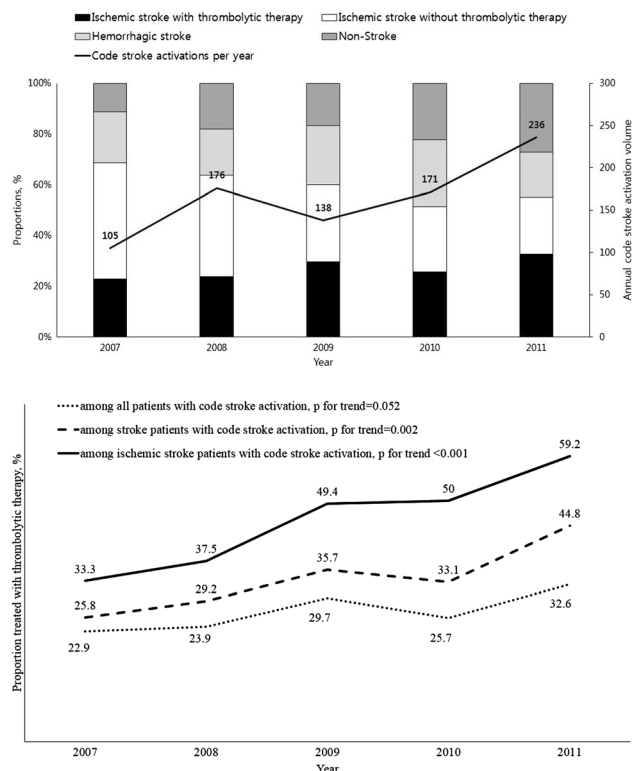 Ischemic stroke with thrombolytic therapy
Ischemic stroke without thrombolytic therapy
Hemorrhagic stroke
Non-Stroke
Code stroke activations per year
Proportions, %
100%
80%
60%
40%
20%
0%
105
176
138
171
236
300
250
200
150
100
50
0
Annual code stroke activation volume
2007 2008 2009 2010 2011
Year
among all patients with code stroke activation, p for trend=0.052
among stroke patients with code stroke activation, p for trend=0.002
among ischemic stroke patients with code stroke activation, p for trend <0.001
Proportion treated with thrombolytic therapy, %
33.3 37.5 49.4 50 59.2
25.8 29.2 35.7 33.1 44.8
22.9 23.9 29.7 25.7 32.6
2007 2008 2009 2010 2011
Year